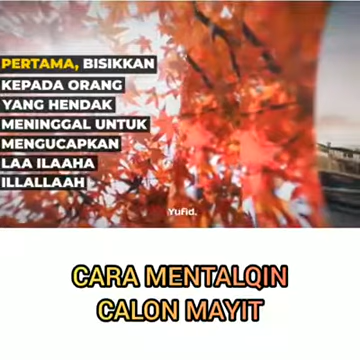 PERTAMA, BISIKKAN
KEPADA ORANG
YANG HENDAK
MENINGGAL UNTUK
MENGUCAPKAN
LAA ILAAHA
ILLALLAAH
Yufid.
CARA MENTALQIN
CALON MAYIT